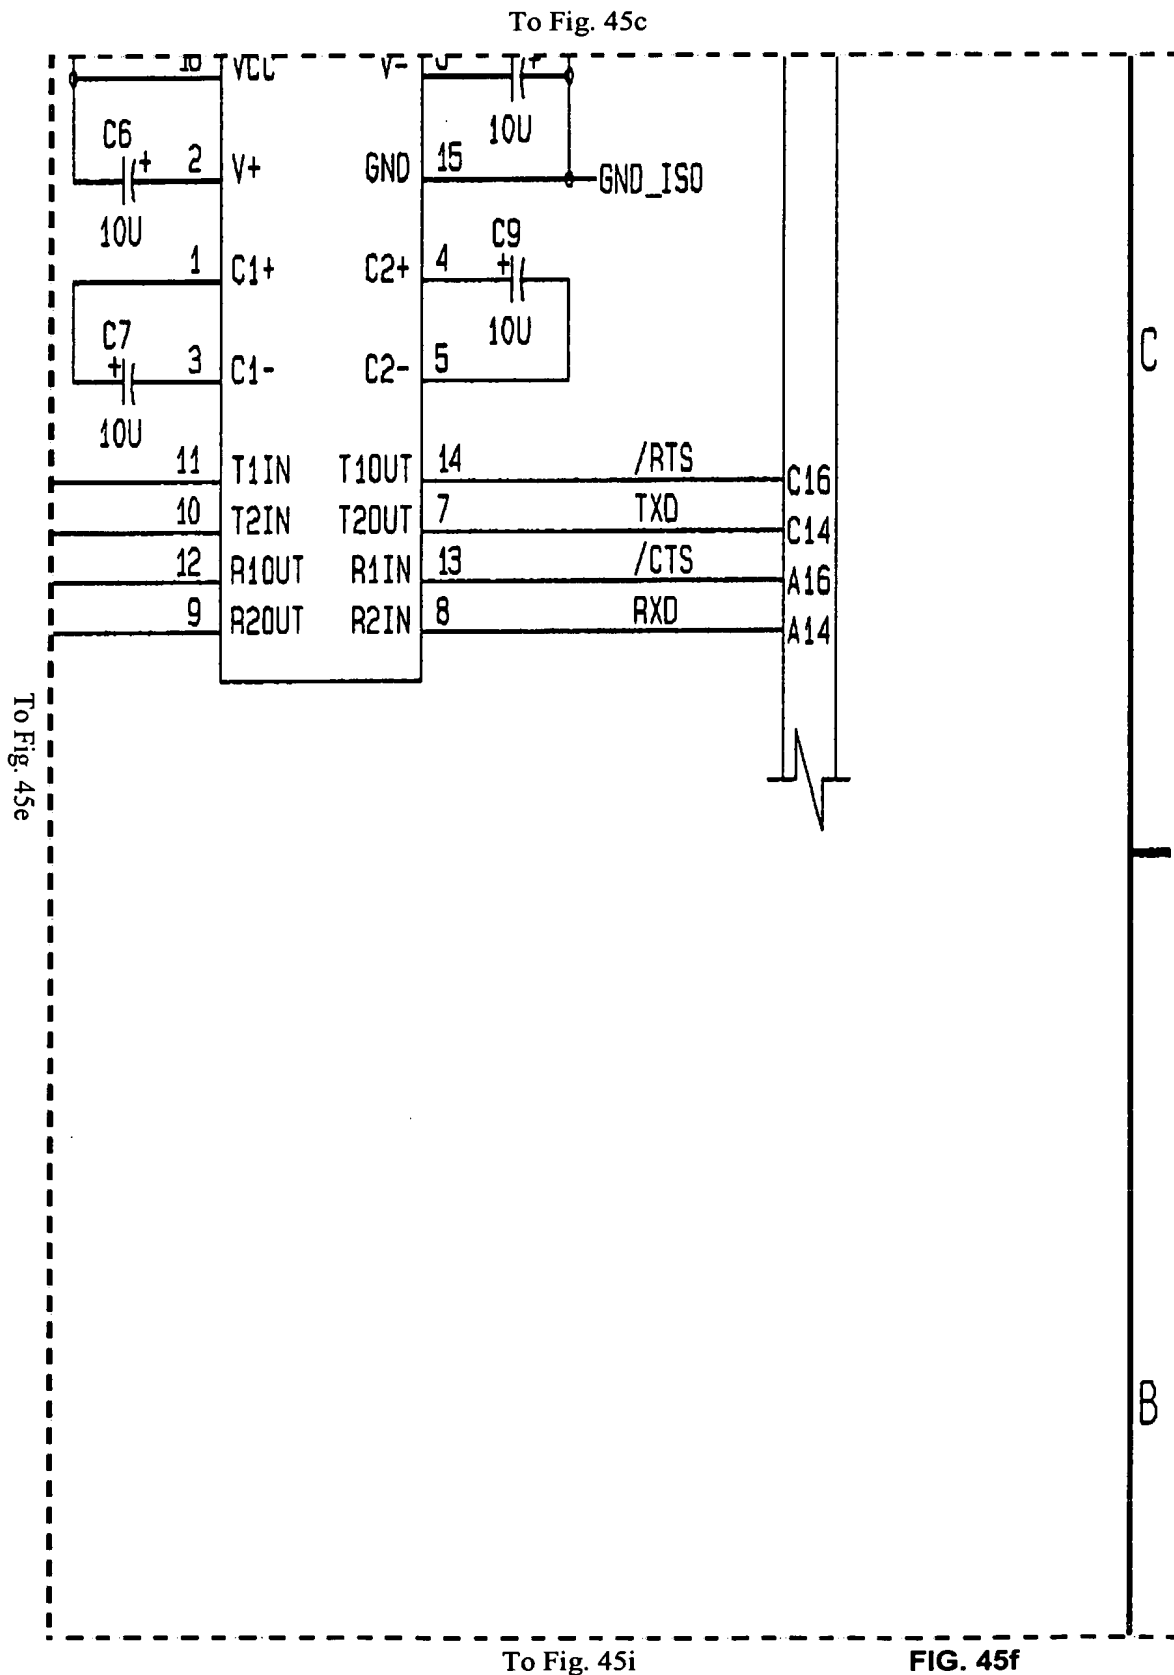 To Fig. 45c
VCC V-
10U
C6 + 2 V+ GND 15 GND_ISO
10U
C9
1 C1+ C2+ 4 +
10U
C7
+ 3 C1- C2- 5
10U
C
11 T1IN T1OUT 14 /RTS C16
10 T2IN T2OUT 7 TXD C14
12 R1OUT R1IN 13 /CTS A16
9 R2OUT R2IN 8 RXD A14
To Fig. 45e
B
To Fig. 45i
FIG. 45f